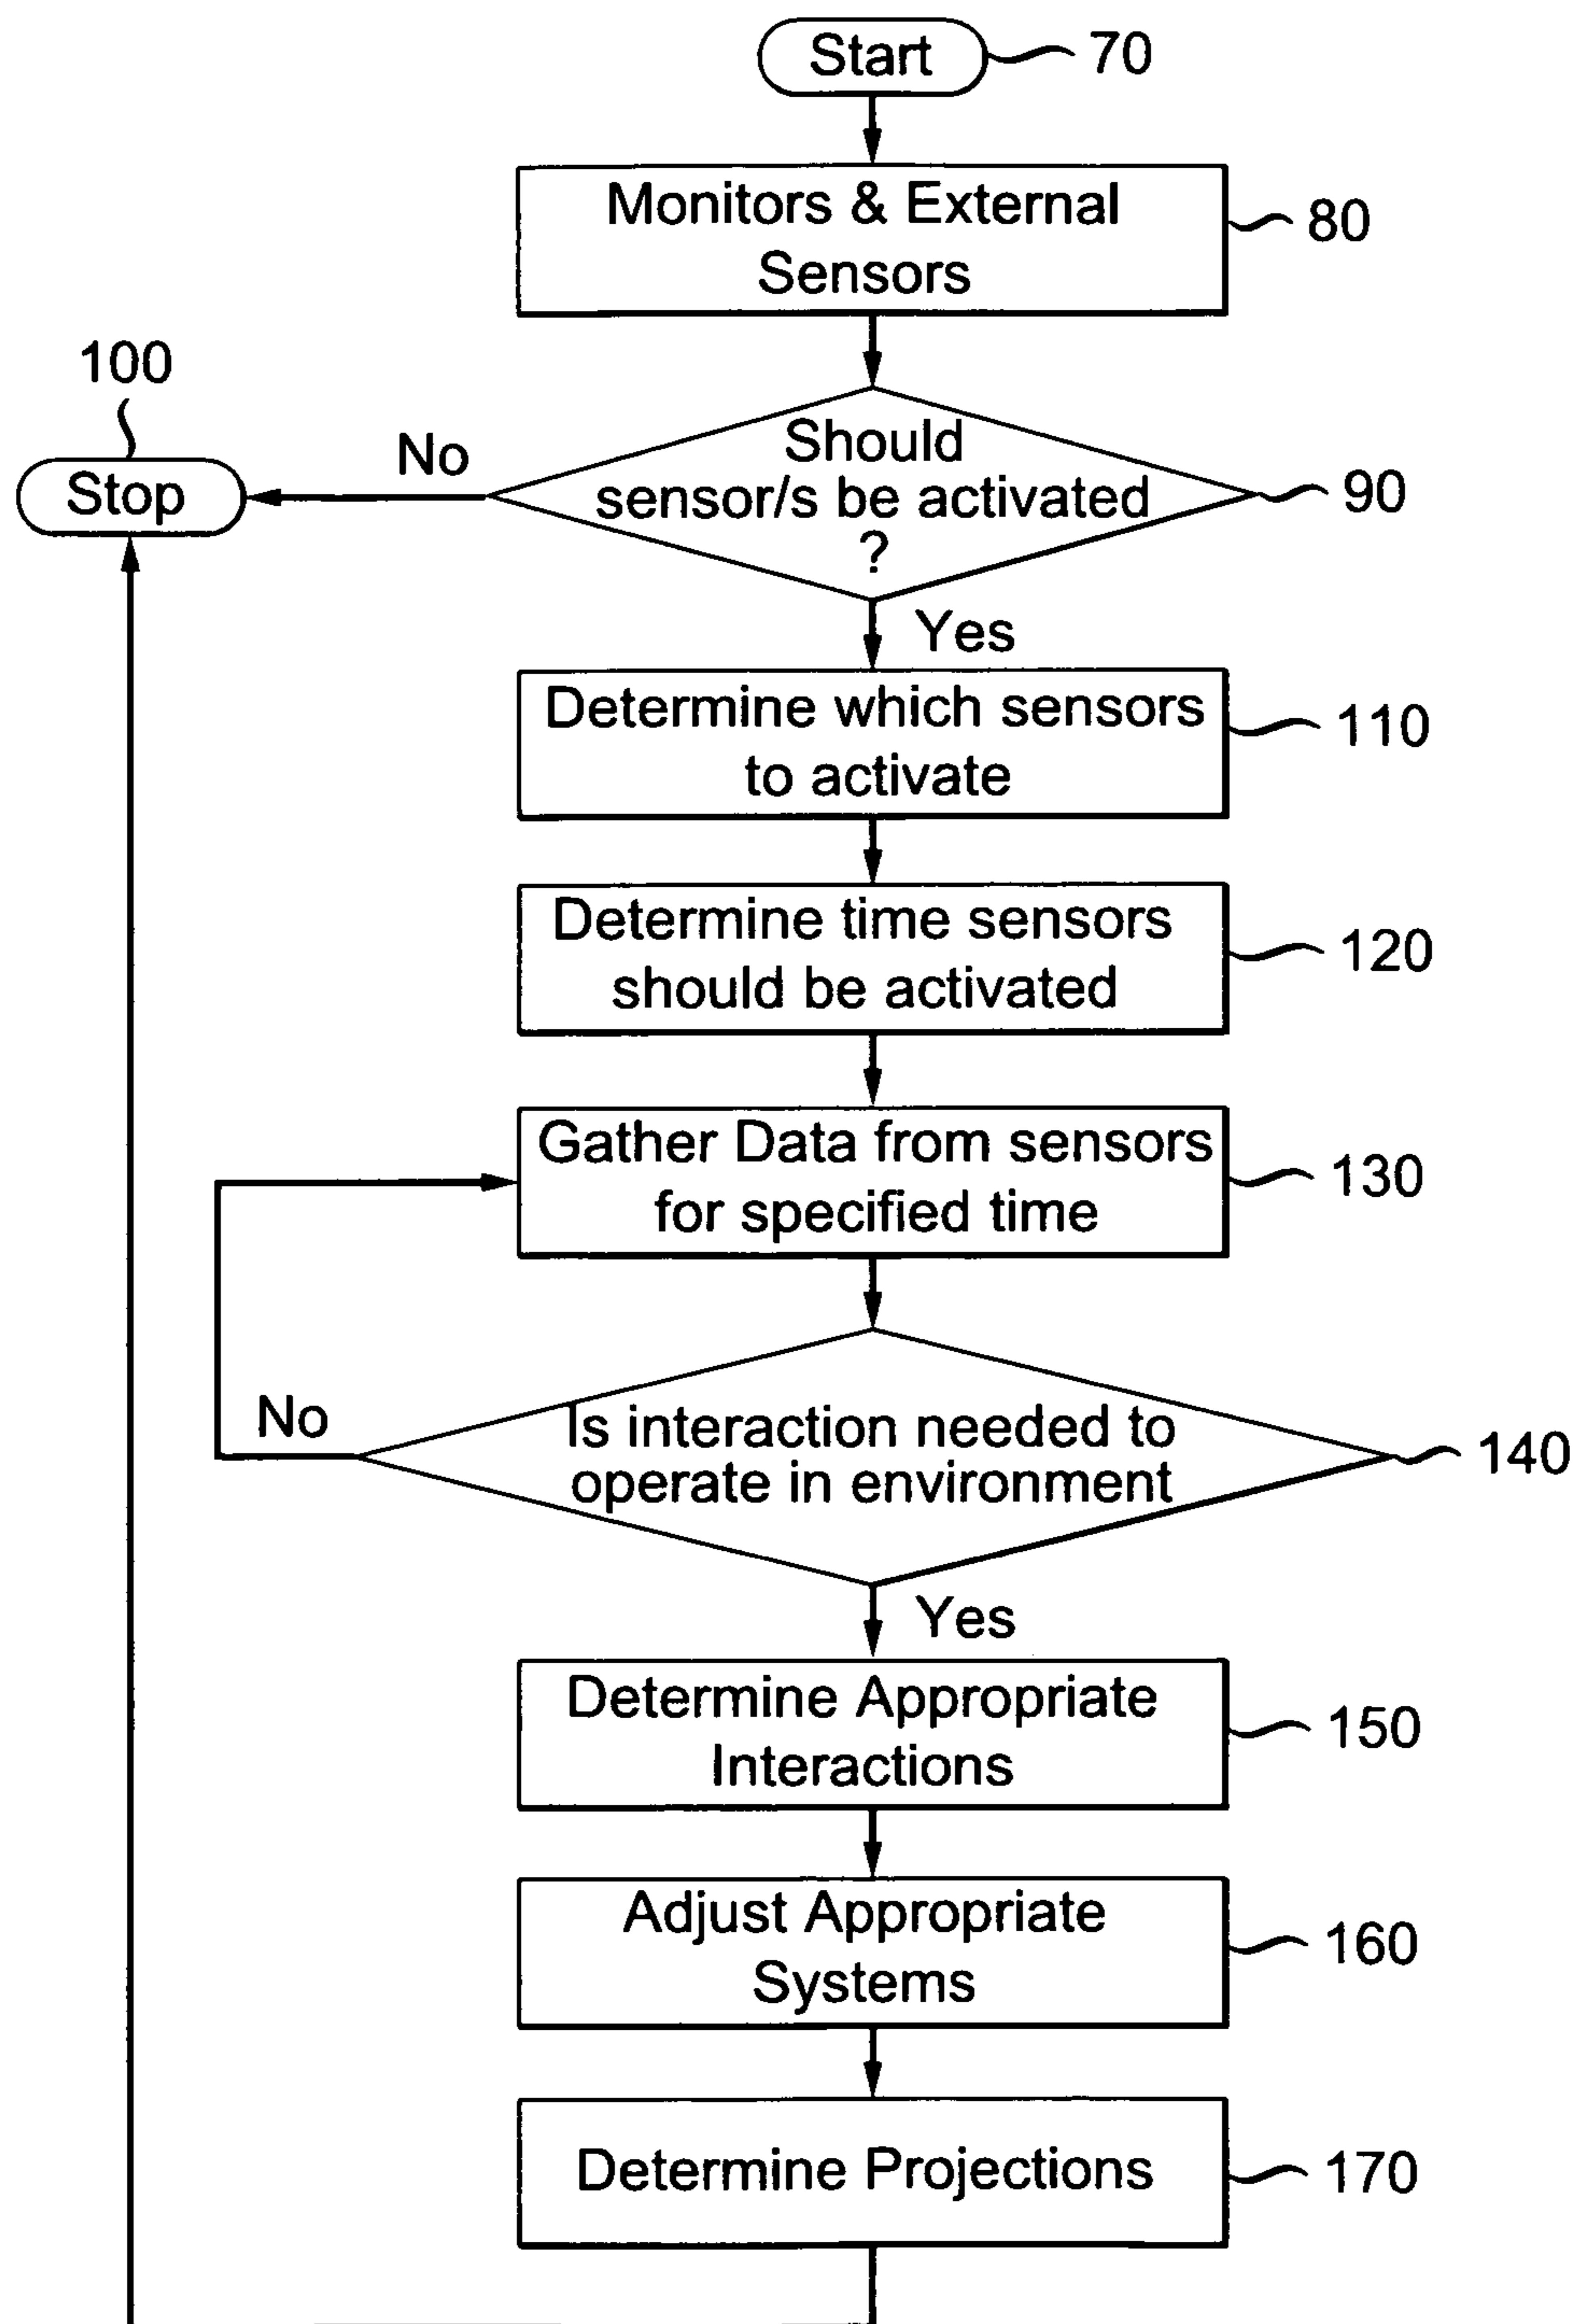 Start
70
Monitors & External
Sensors
80
100
Stop
No
Should
sensor/s be activated
?
90
Yes
Determine which sensors
to activate
110
Determine time sensors
should be activated
120
Gather Data from sensors
for specified time
130
No
Is interaction needed to
operate in environment
140
Yes
Determine Appropriate
Interactions
150
Adjust Appropriate
Systems
160
Determine Projections
170